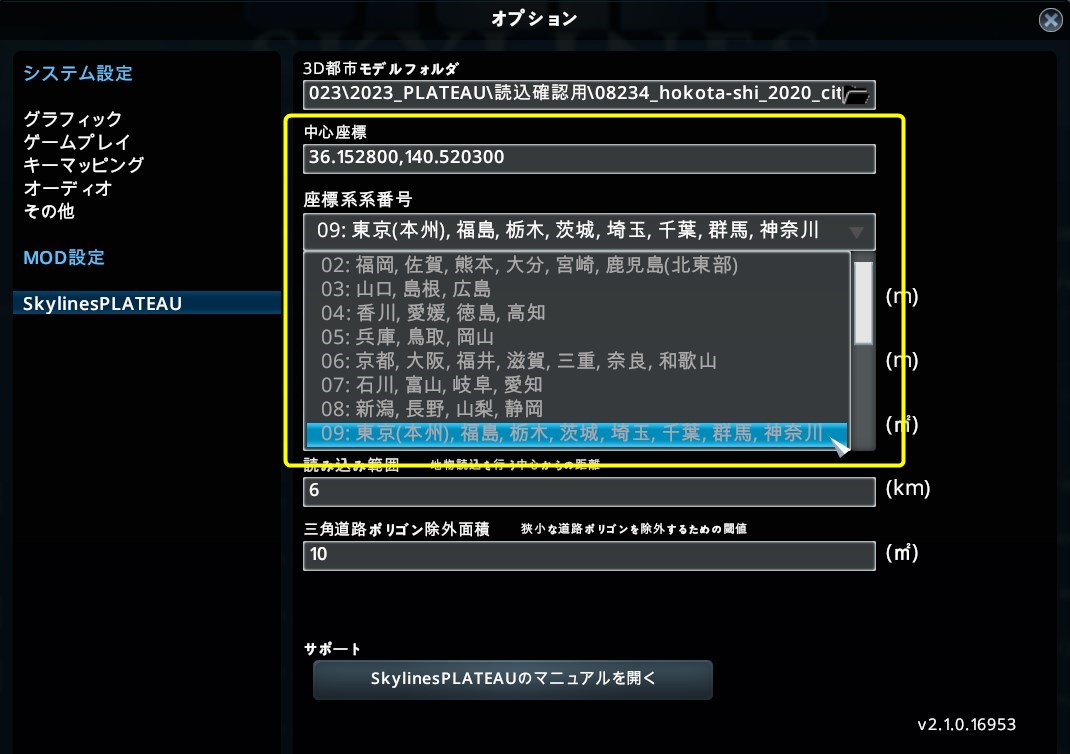 オプション
システム設定
グラフィック
ゲームプレイ
キーマッピング
オーディオ
その他
MOD設定
SkylinesPLATEAU
3D都市モデルフォルダ
023\2023_PLATEAU\読込確認用\08234_hokota-shi_2020_cit
中心座標
36.152800,140.520300
座標系系番号
09: 東京(本州), 福島, 栃木, 茨城, 埼玉, 千葉, 群馬, 神奈川
02: 福岡, 佐賀, 熊本, 大分, 宮崎, 鹿児島(北東部)
03: 山口, 島根, 広島
04: 香川, 愛媛, 徳島, 高知
05: 兵庫, 鳥取, 岡山
06: 京都, 大阪, 福井, 滋賀, 三重, 奈良, 和歌山
07: 石川, 富山, 岐阜, 愛知
08: 新潟, 長野, 山梨, 静岡
09: 東京(本州), 福島, 栃木, 茨城, 埼玉, 千葉, 群馬, 神奈川
(m)
(m)
(㎡)
読み込み範囲 地物読込を行う中心からの距離
6 (km)
三角道路ポリゴン除外面積 狭小な道路ポリゴンを除外するための閾値
10 (㎡)
サポート
SkylinesPLATEAUのマニュアルを開く
v2.1.0.16953